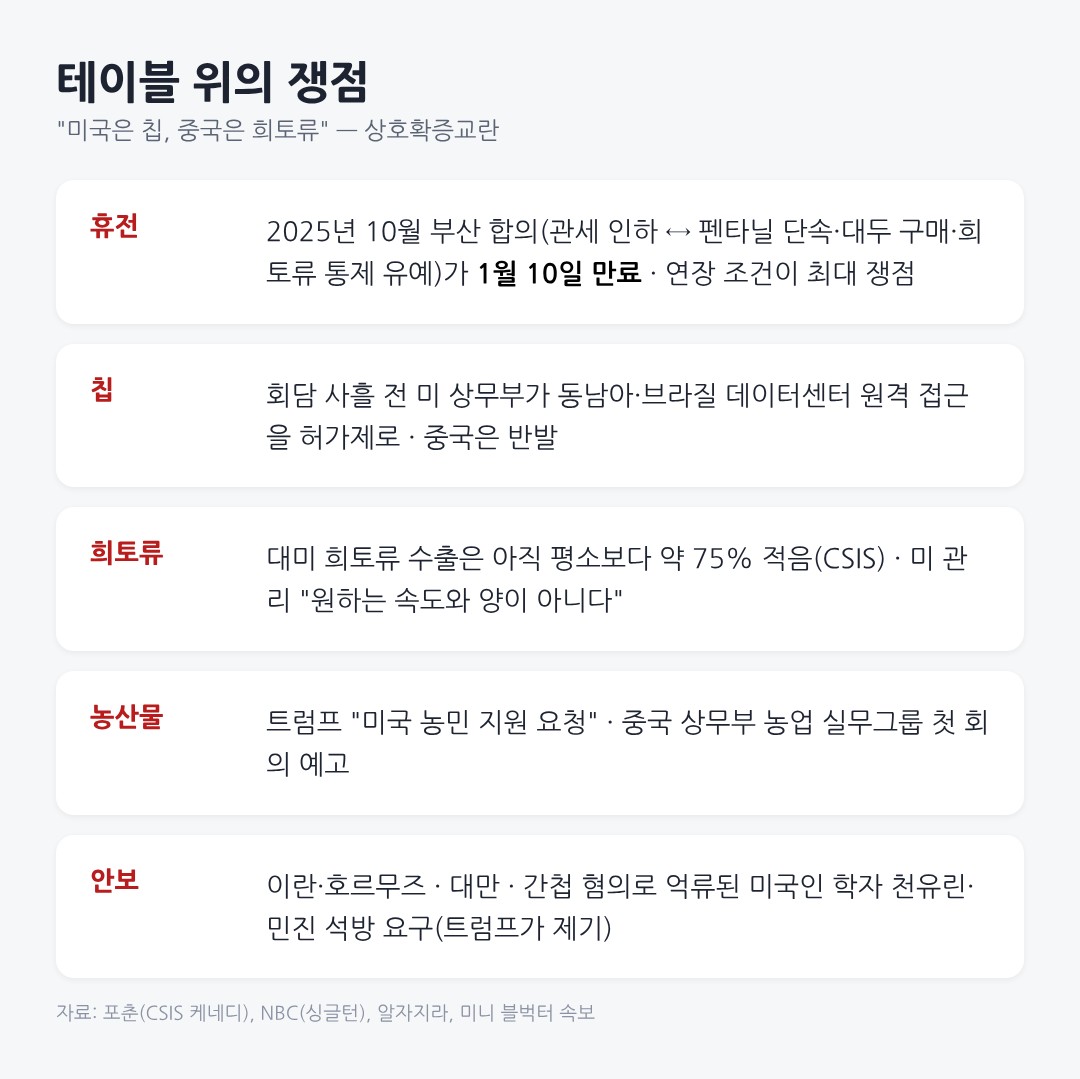 테이블 위의 쟁점
"미국은 칩, 중국은 희토류" — 상호확증교란
휴전
2025년 10월 부산 합의(관세 인하 ↔ 펜타닐 단속·대두 구매·희
토류 통제 유예)가 1월 10일 만료 · 연장 조건이 최대 쟁점
칩
회담 사흘 전 미 상무부가 동남아·브라질 데이터센터 원격 접근
을 허가제로 · 중국은 반발
희토류
대미 희토류 수출은 아직 평소보다 약 75% 적음(CSIS) · 미 관
리 "원하는 속도와 양이 아니다"
농산물
트럼프 "미국 농민 지원 요청" · 중국 상무부 농업 실무그룹 첫 회
의 예고
안보
이란·호르무즈 · 대만 · 간첩 혐의로 억류된 미국인 학자 천유린·
민진 석방 요구(트럼프가 제기)
자료: 포춘(CSIS 케네디), NBC(싱글턴), 알자지라, 미니 블벅터 속보